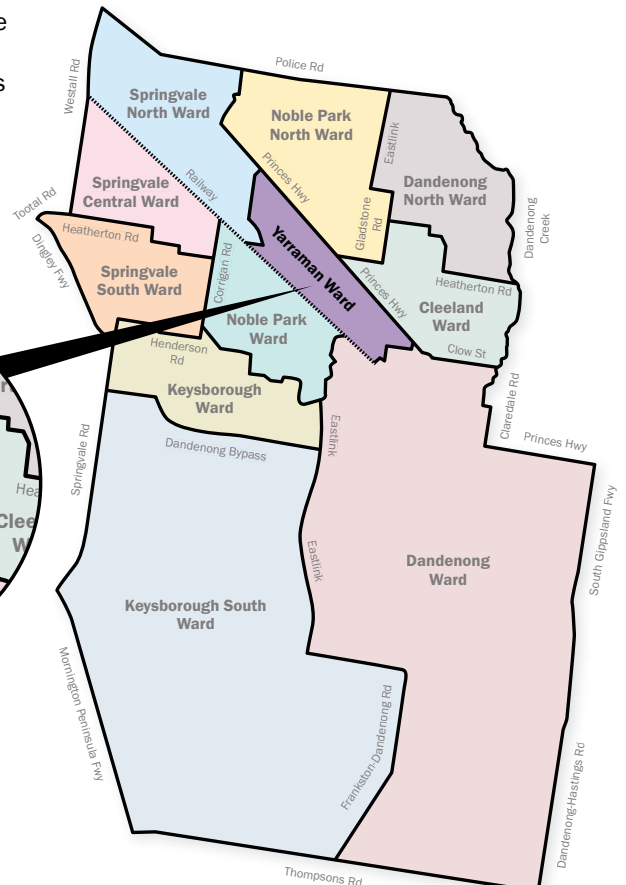 e
s
Police Rd
Westall Rd
Springvale
North Ward
Noble Park
North Ward
Eastlink
Princes Hwy
Railway
Springvale
Central Ward
Dandenong
North Ward
Dandenong
Creek
Tootal Rd
Heatherton Rd
Dingley Fwy
Gladstone
Rd
Yarraman Ward
Springvale
South Ward
Corrigan Rd
Princes Hwy
Heatherton Rd
Cleeland
Ward
Noble Park
Ward
Clow St
Henderson
Rd
Keysborough
Ward
Claredale Rd
Eastlink
Princes Hwy
Dandenong Bypass
Springvale Rd
South Gippsland Fwy
Hea
Clee
W
Eastlink
Dandenong
Ward
Keysborough South
Ward
Mornington Peninsula Fwy
Frankston-Dandenong Rd
Dandenong-Hastings Rd
Thompsons Rd